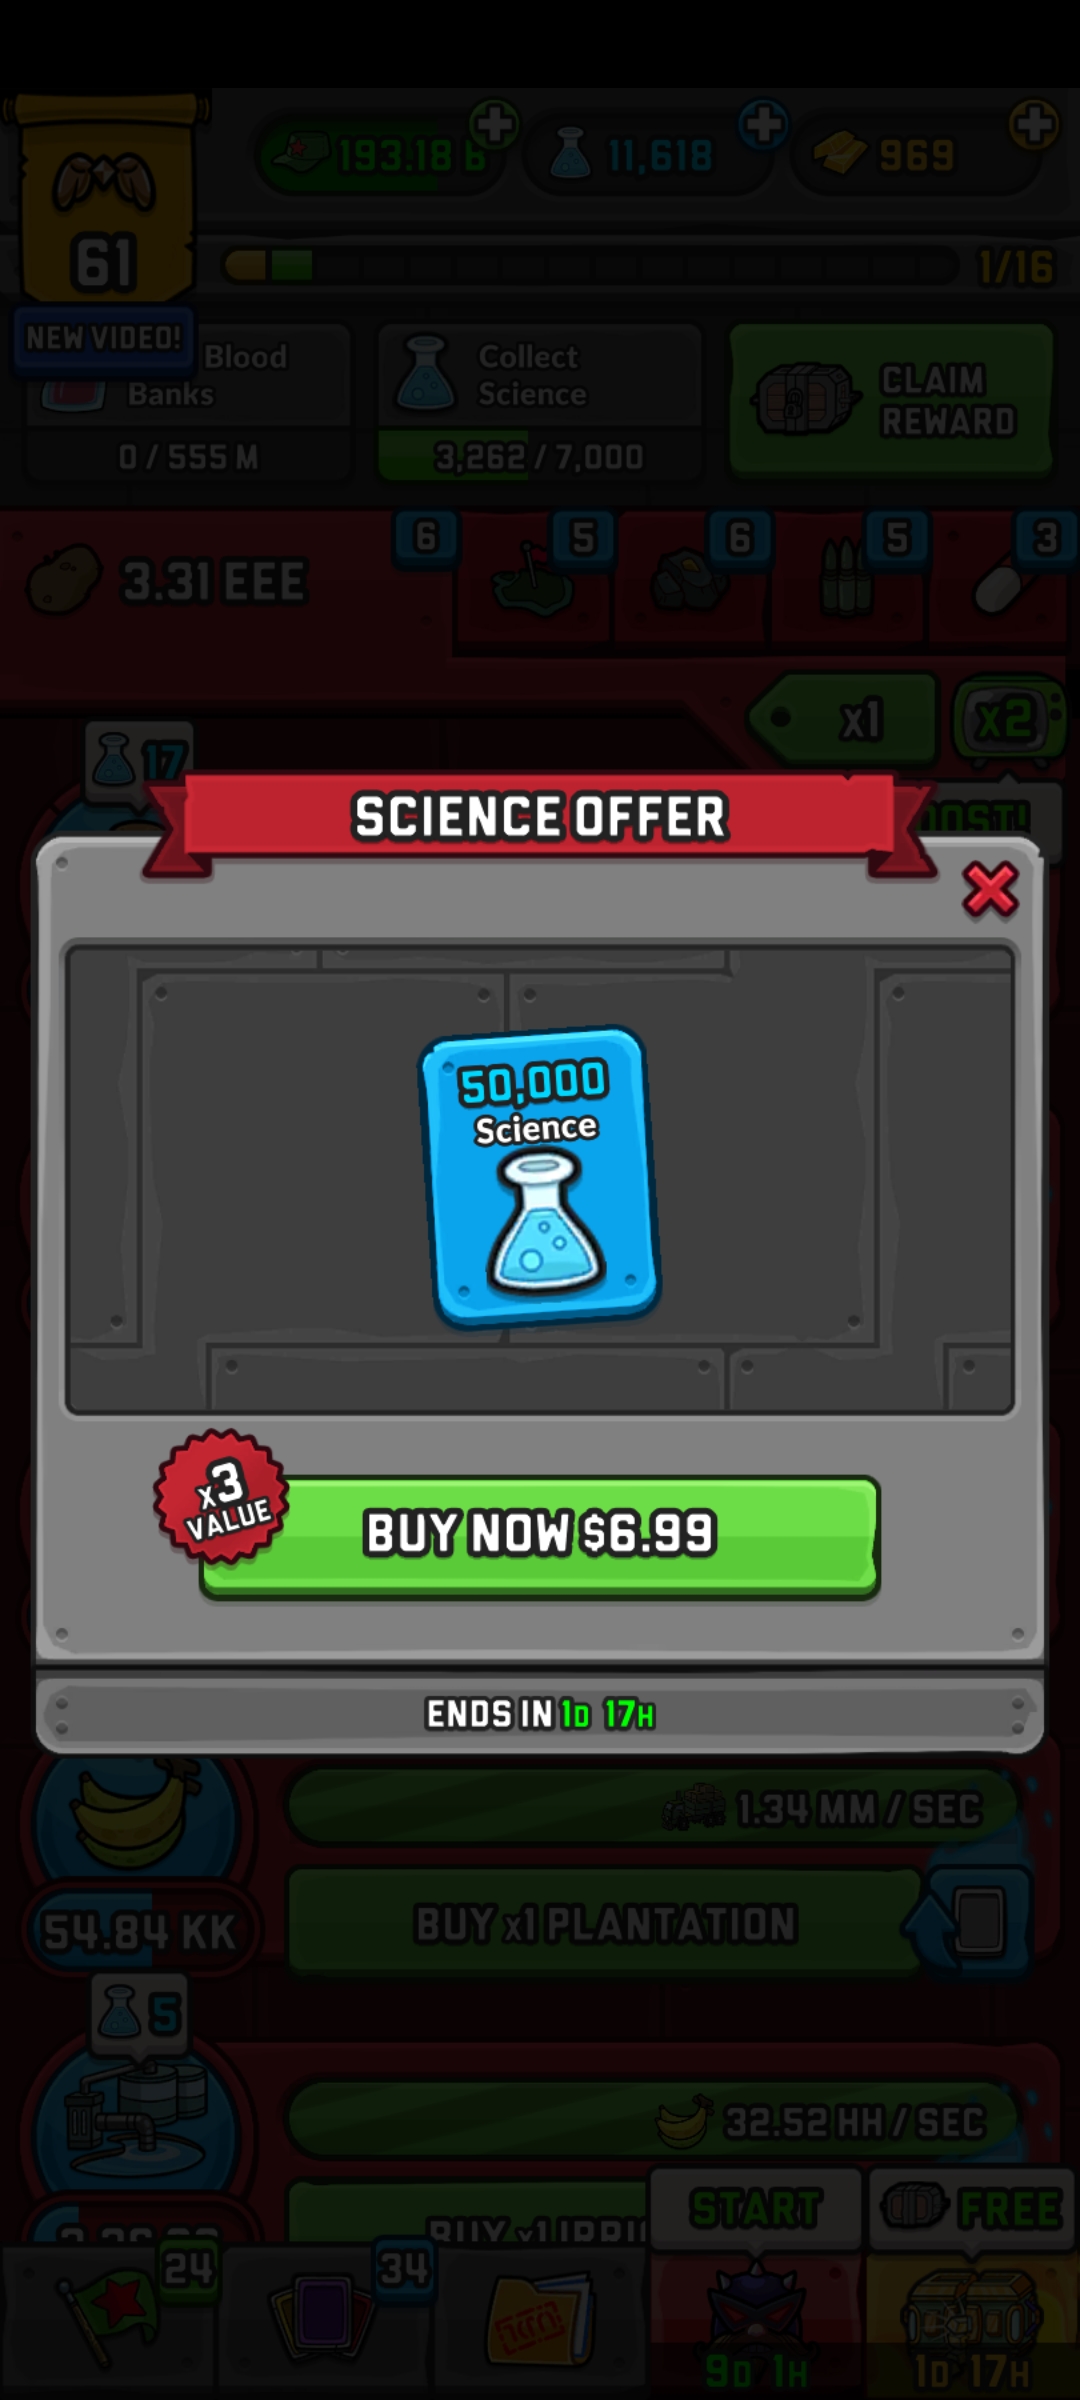 193.18 B
11,618
969
61
1/16
NEW VIDEO!
Blood
Banks
0 / 555 M
Collect
Science
3,262 / 7,000
CLAIM
REWARD
3.31 EEE
6
5
6
5
3
x1
x2
17
SCIENCE OFFER
50,000
Science
x3
VALUE
BUY NOW $6.99
ENDS IN 1D 17H
1.34 MM / SEC
54.84 KK
BUY x1 PLANTATION
5
32.52 HH / SEC
BUY x1
START
FREE
24
34
9D 1H
1D 17H